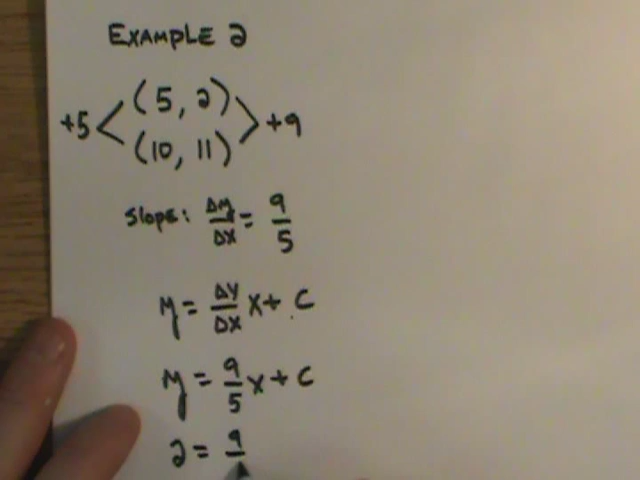 EXAMPLE 2
(5, 2)
+5 < > +9
(10, 11)
Slope: Δy/Δx = 9/5
y = Δy/Δx x + c
y = 9/5 x + c
2 = 9/